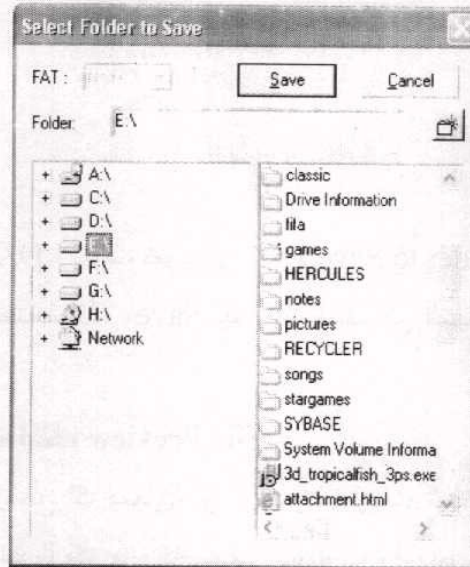 Select Folder to Save
FAT :
Save
Cancel
Folder:
E:\
+ A:\
+ C:\
+ D:\
+ E:\
+ F:\
+ G:\
+ H:\
+ Network
classic
Drive Information
fifa
games
HERCULES
notes
pictures
RECYCLER
songs
stargames
SYBASE
System Volume Informa
3d_tropicalfish_3ps.exe
attachment.html